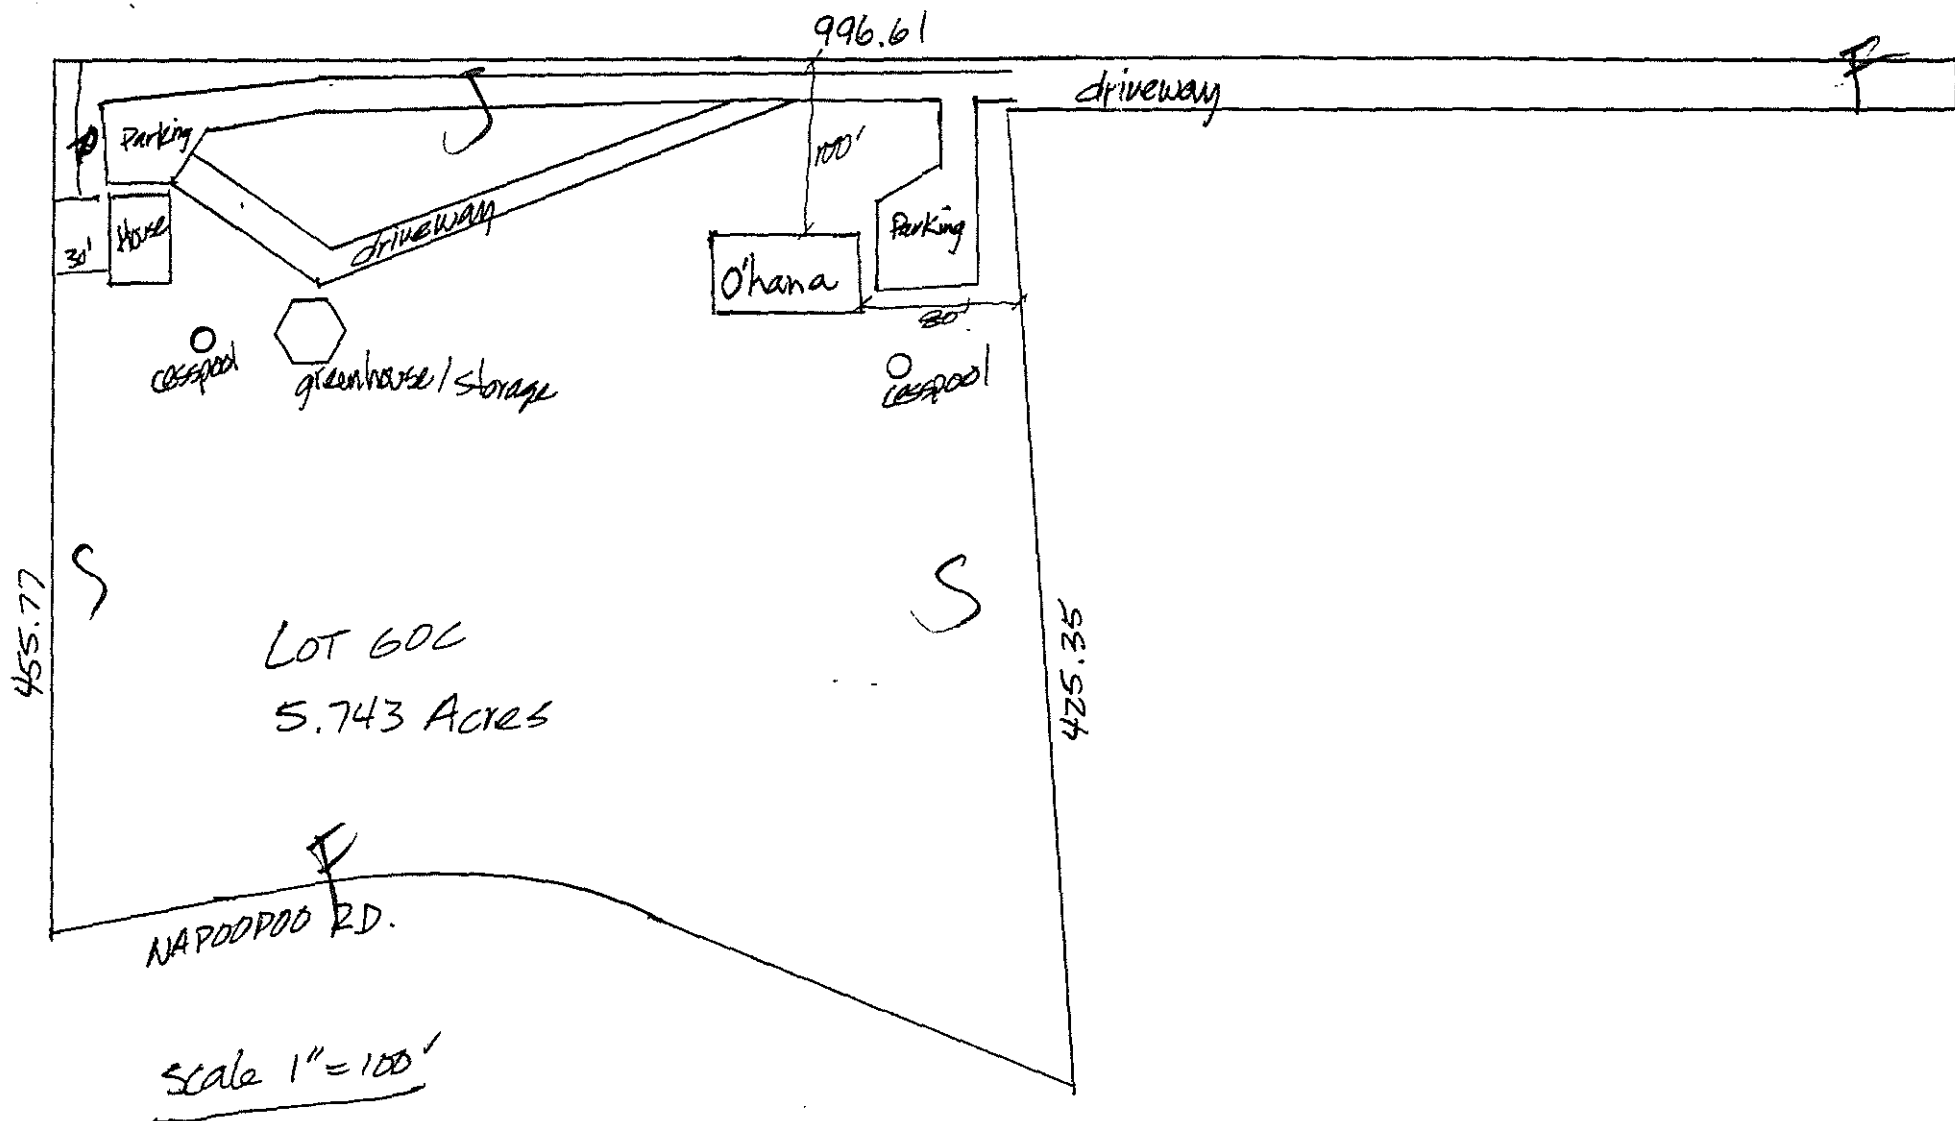 996.61
F
driveway
S
Parking
100'
House
30'
driveway
Parking
O'hana
80'
cesspool
greenhouse/storage
cesspool
S
S
455.77
425.35
LOT 60C
5.743 Acres
F
NAPOOPOO RD.
Scale 1"=100'